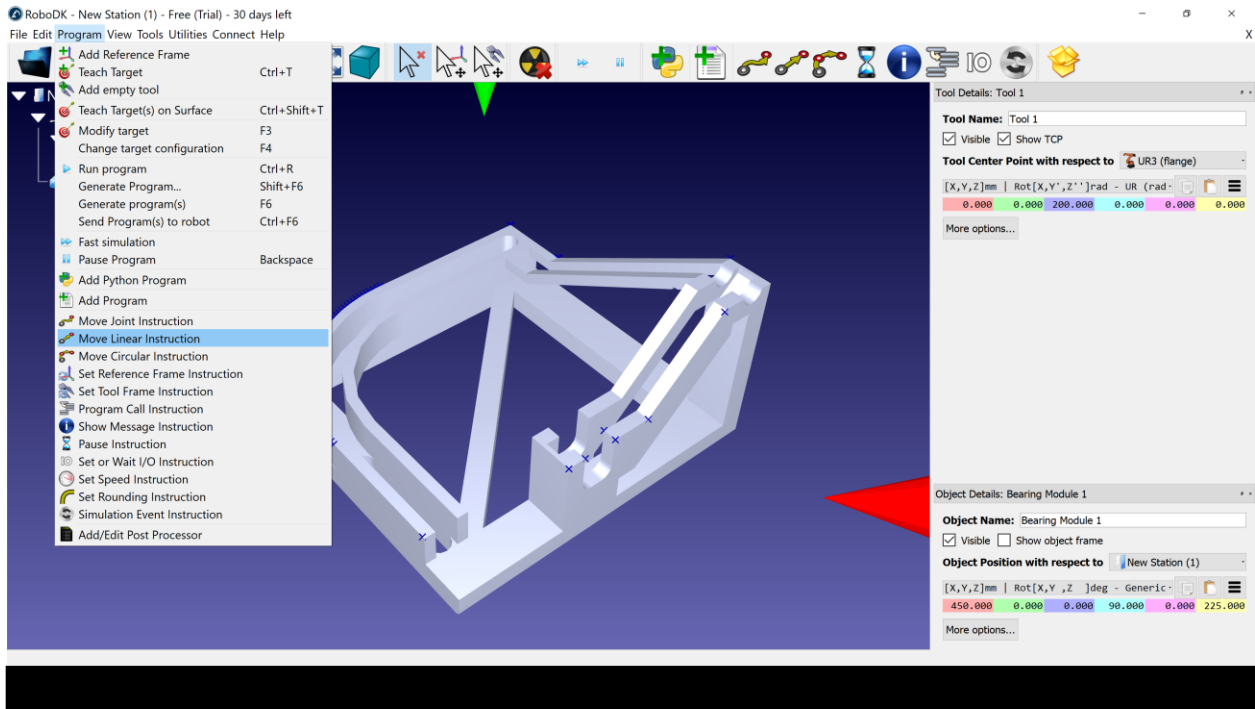 RoboDK - New Station (1) - Free (Trial) - 30 days left
File Edit Program View Tools Utilities Connect Help
X
Add Reference Frame
Teach Target Ctrl+T
Add empty tool
Teach Target(s) on Surface Ctrl+Shift+T
Modify target F3
Change target configuration F4
Run program Ctrl+R
Generate Program... Shift+F6
Generate program(s) F6
Send Program(s) to robot Ctrl+F6
Fast simulation
Pause Program Backspace
Add Python Program
Add Program
Move Joint Instruction
Move Linear Instruction
Move Circular Instruction
Set Reference Frame Instruction
Set Tool Frame Instruction
Program Call Instruction
Show Message Instruction
Pause Instruction
Set or Wait I/O Instruction
Set Speed Instruction
Set Rounding Instruction
Simulation Event Instruction
Add/Edit Post Processor
N
IO
Tool Details: Tool 1
Tool Name: Tool 1
Visible Show TCP
Tool Center Point with respect to UR3 (flange)
[X,Y,Z]mm | Rot[X,Y',Z'']rad - UR (rad
0.000 0.000 200.000 0.000 0.000 0.000
More options...
Object Details: Bearing Module 1
Object Name: Bearing Module 1
Visible Show object frame
Object Position with respect to New Station (1)
[X,Y,Z]mm | Rot[X,Y ,Z ]deg - Generic
450.000 0.000 0.000 90.000 0.000 225.000
More options...